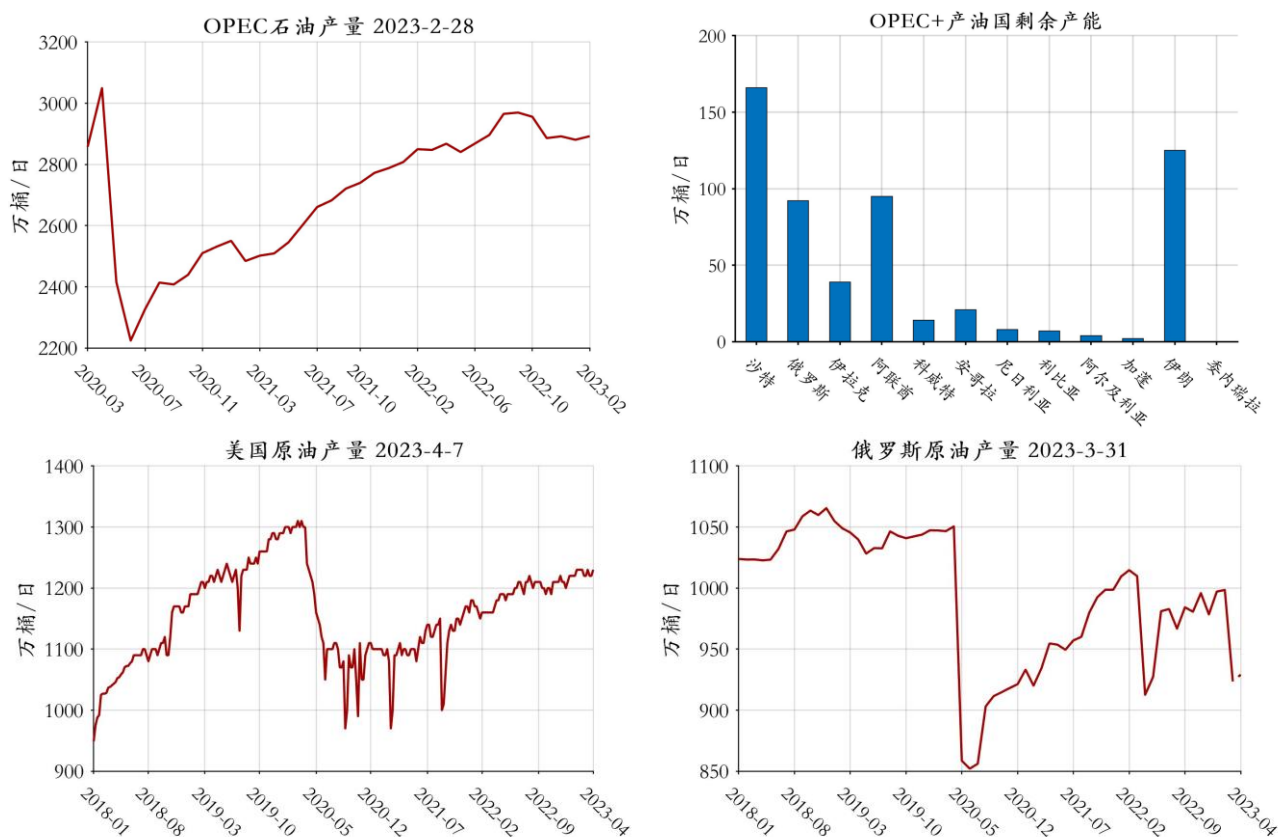 OPEC石油产量 2023-2-28
万桶/日
3200
3000
2800
2600
2400
2200
2020-03
2020-07
2020-11
2021-03
2021-07
2021-10
2022-02
2022-06
2022-10
2023-02
OPEC+产油国剩余产能
万桶/日
200
150
100
50
0
沙特
俄罗斯
伊拉克
阿联酋
科威特
安哥拉
尼日利亚
利比亚
阿尔及利亚
加蓬
伊朗
委内瑞拉
美国原油产量 2023-4-7
万桶/日
1400
1300
1200
1100
1000
900
2018-01
2018-08
2019-03
2019-10
2020-05
2020-12
2021-07
2022-02
2022-09
2023-04
俄罗斯原油产量 2023-3-31
万桶/日
1100
1050
1000
950
900
850
2018-01
2018-08
2019-03
2019-10
2020-05
2020-12
2021-07
2022-02
2022-09
2023-04